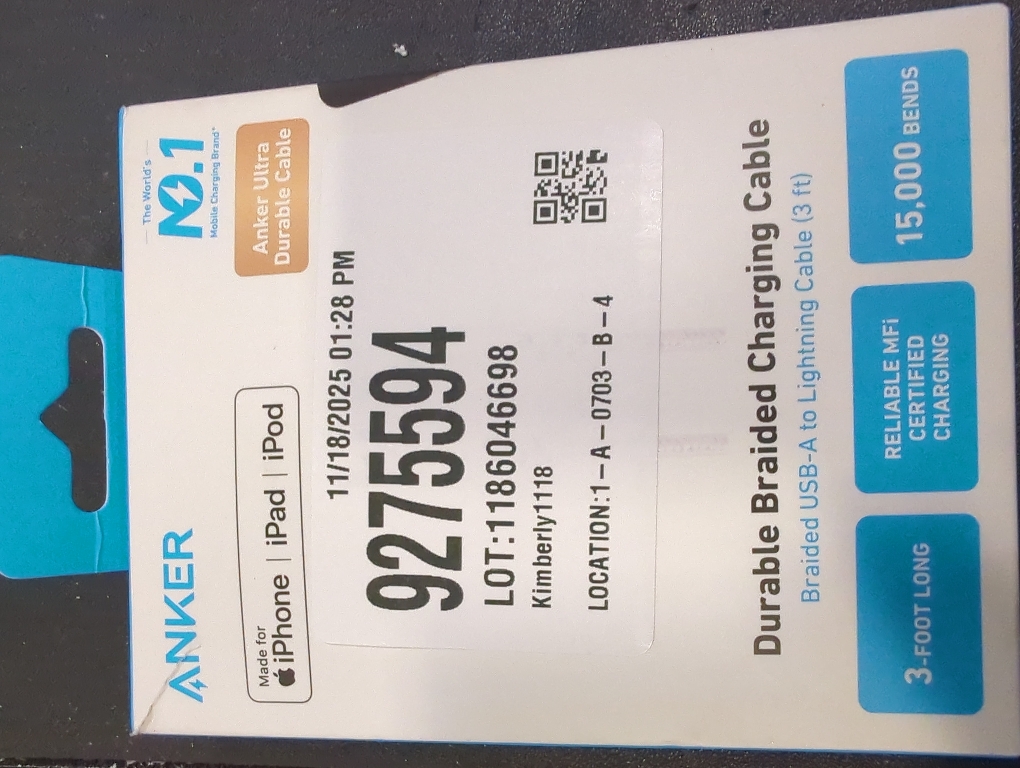 ANKER
The World's
NO.1
Mobile Charging Brand*
Made for
iPhone | iPad | iPod
Anker Ultra
Durable Cable
11/18/2025 01:28 PM
9275594
LOT:1186046698
Kimberly1118
LOCATION:1-A-0703-B-4
Durable Braided Charging Cable
Braided USB-A to Lightning Cable (3 ft)
3-FOOT LONG
RELIABLE MFi
CERTIFIED
CHARGING
15,000 BENDS